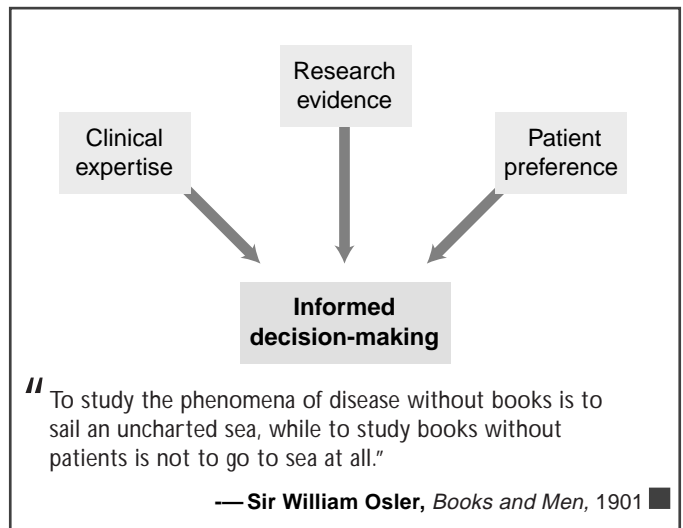 Research
evidence
Clinical
expertise
Patient
preference
Informed
decision-making
“ To study the phenomena of disease without books is to
sail an uncharted sea, while to study books without
patients is not to go to sea at all.”
-— Sir William Osler, Books and Men, 1901